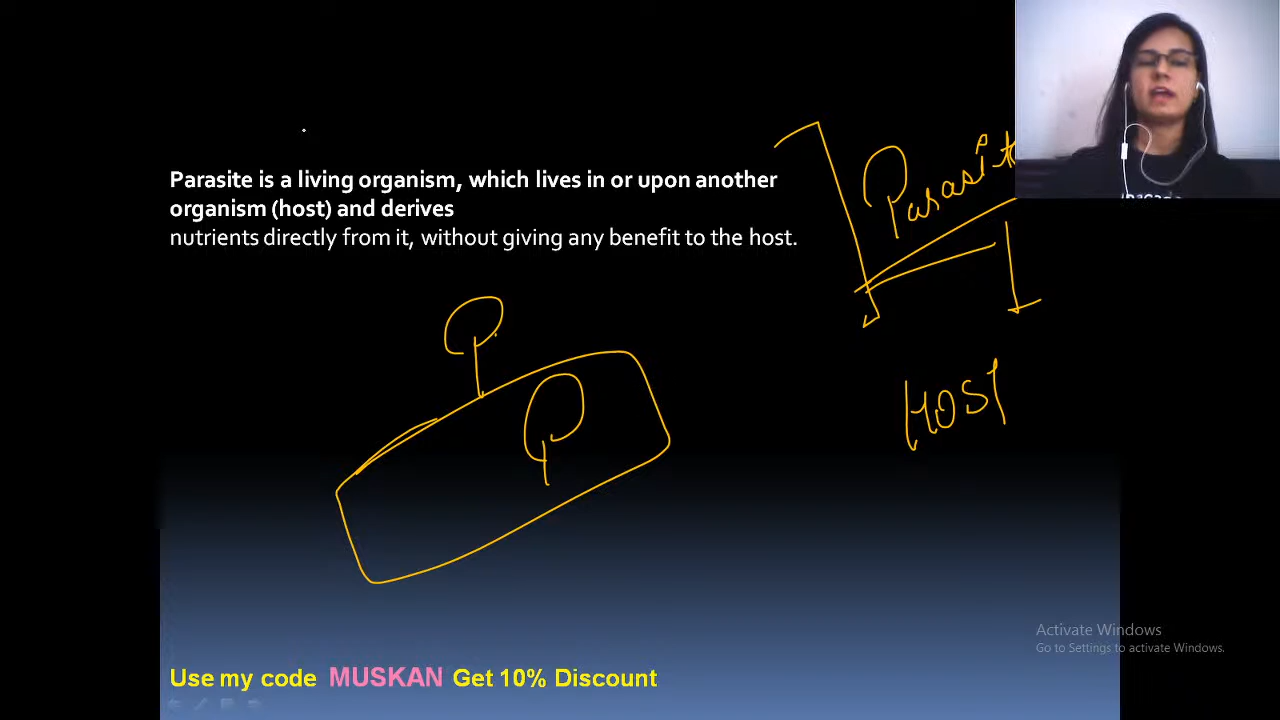 Parasite is a living organism, which lives in or upon another
organism (host) and derives
nutrients directly from it, without giving any benefit to the host.
Parasite
P
P
HOST
Activate Windows
Go to Settings to activate Windows.
Use my code MUSKAN Get 10% Discount